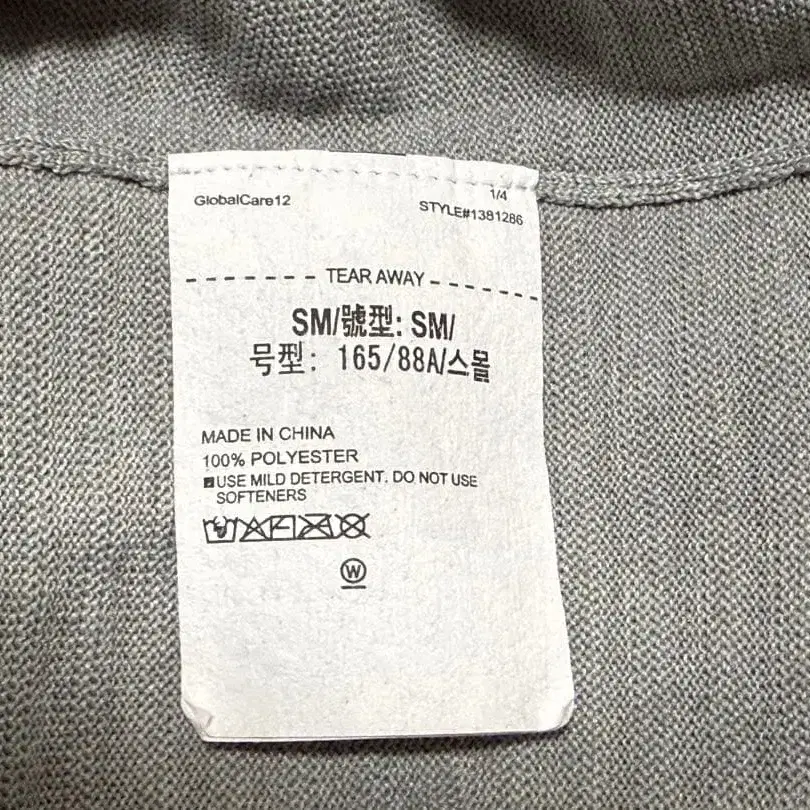 GlobalCare12
1/4
STYLE#1381286
TEAR AWAY
SM/號型: SM/
号型: 165/88A/스몰
MADE IN CHINA
100% POLYESTER
USE MILD DETERGENT. DO NOT USE
SOFTENERS
W